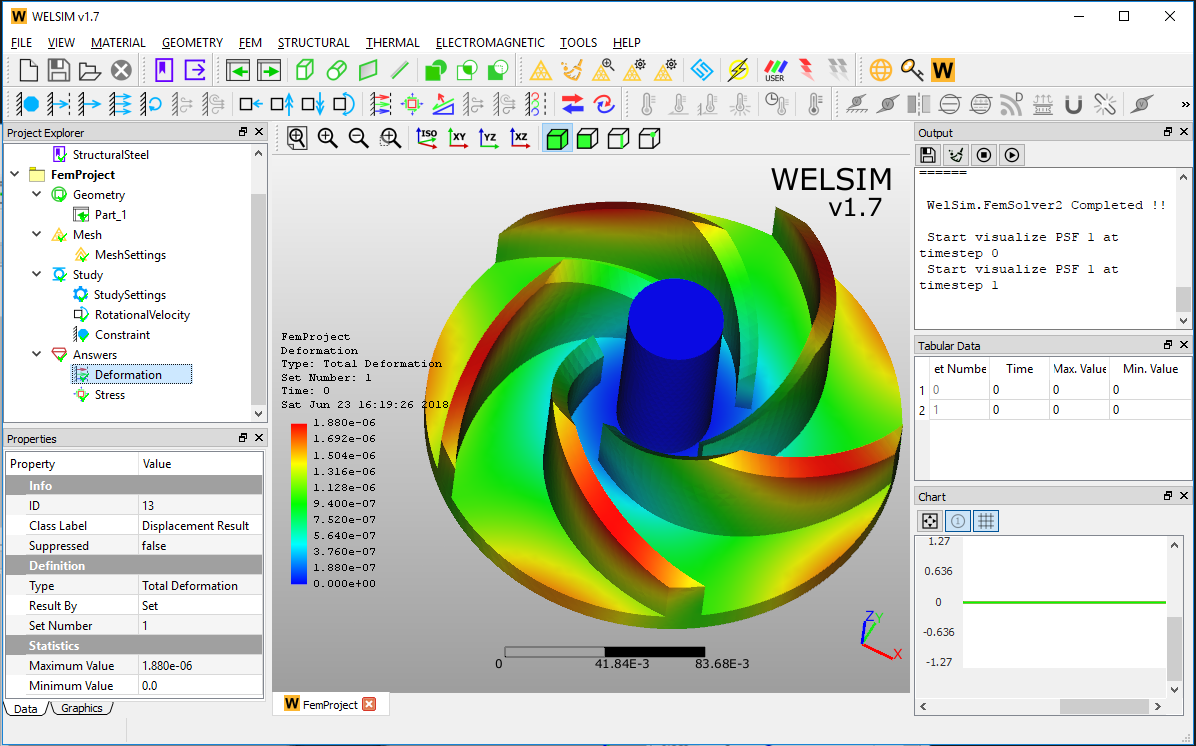 WELSIM v1.7
FILE VIEW MATERIAL GEOMETRY FEM STRUCTURAL THERMAL ELECTROMAGNETIC TOOLS HELP
USER
W
»
Project Explorer
StructuralSteel
FemProject
Geometry
Part_1
Mesh
MeshSettings
Study
StudySettings
RotationalVelocity
Constraint
Answers
Deformation
Stress
Properties
Property Value
Info
ID 13
Class Label Displacement Result
Suppressed false
Definition
Type Total Deformation
Result By Set
Set Number 1
Statistics
Maximum Value 1.880e-06
Minimum Value 0.0
Data Graphics
ISO XY YZ XZ
WELSIM
v1.7
FemProject
Deformation
Type: Total Deformation
Set Number: 1
Time: 0
Sat Jun 23 16:19:26 2018
1.880e-06
1.692e-06
1.504e-06
1.316e-06
1.128e-06
9.400e-07
7.520e-07
5.640e-07
3.760e-07
1.880e-07
0.000e+00
0 41.84E-3 83.68E-3
Z
Y
X
W FemProject
Output
======
WelSim.FemSolver2 Completed !!
Start visualize PSF 1 at
timestep 0
Start visualize PSF 1 at
timestep 1
Tabular Data
et Numbe Time Max. Value Min. Value
1 0 0 0 0
2 1 0 0 0
Chart
1.27
0.636
0
-0.636
-1.27